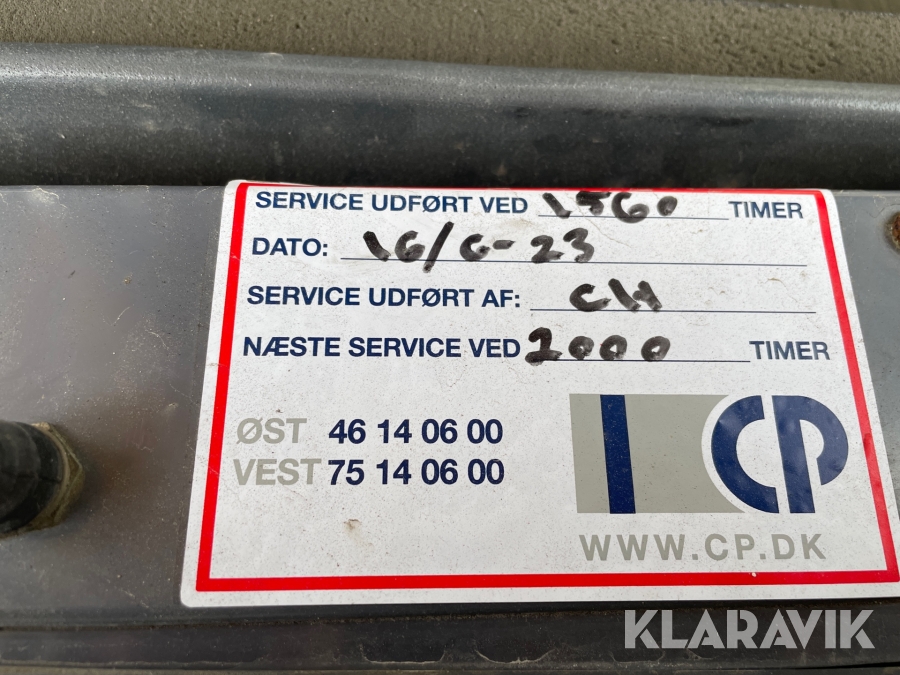 SERVICE UDFØRT VED 1560 TIMER
DATO: 16/6-23
SERVICE UDFØRT AF: CH
NÆSTE SERVICE VED 2000 TIMER
ØST 46 14 06 00
VEST 75 14 06 00
CP
WWW.CP.DK
KLARAVIK